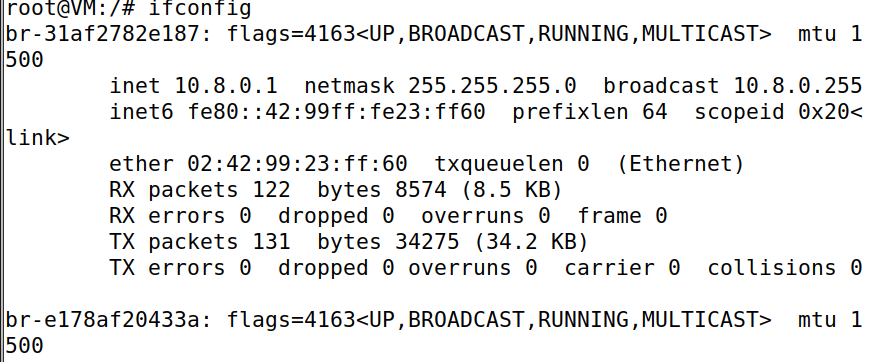 root@VM:/# ifconfig
br-31af2782e187: flags=4163<UP,BROADCAST,RUNNING,MULTICAST>  mtu 1
500
        inet 10.8.0.1  netmask 255.255.255.0  broadcast 10.8.0.255
        inet6 fe80::42:99ff:fe23:ff60  prefixlen 64  scopeid 0x20<
link>
        ether 02:42:99:23:ff:60  txqueuelen 0  (Ethernet)
        RX packets 122  bytes 8574 (8.5 KB)
        RX errors 0  dropped 0  overruns 0  frame 0
        TX packets 131  bytes 34275 (34.2 KB)
        TX errors 0  dropped 0 overruns 0  carrier 0  collisions 0

br-e178af20433a: flags=4163<UP,BROADCAST,RUNNING,MULTICAST>  mtu 1
500